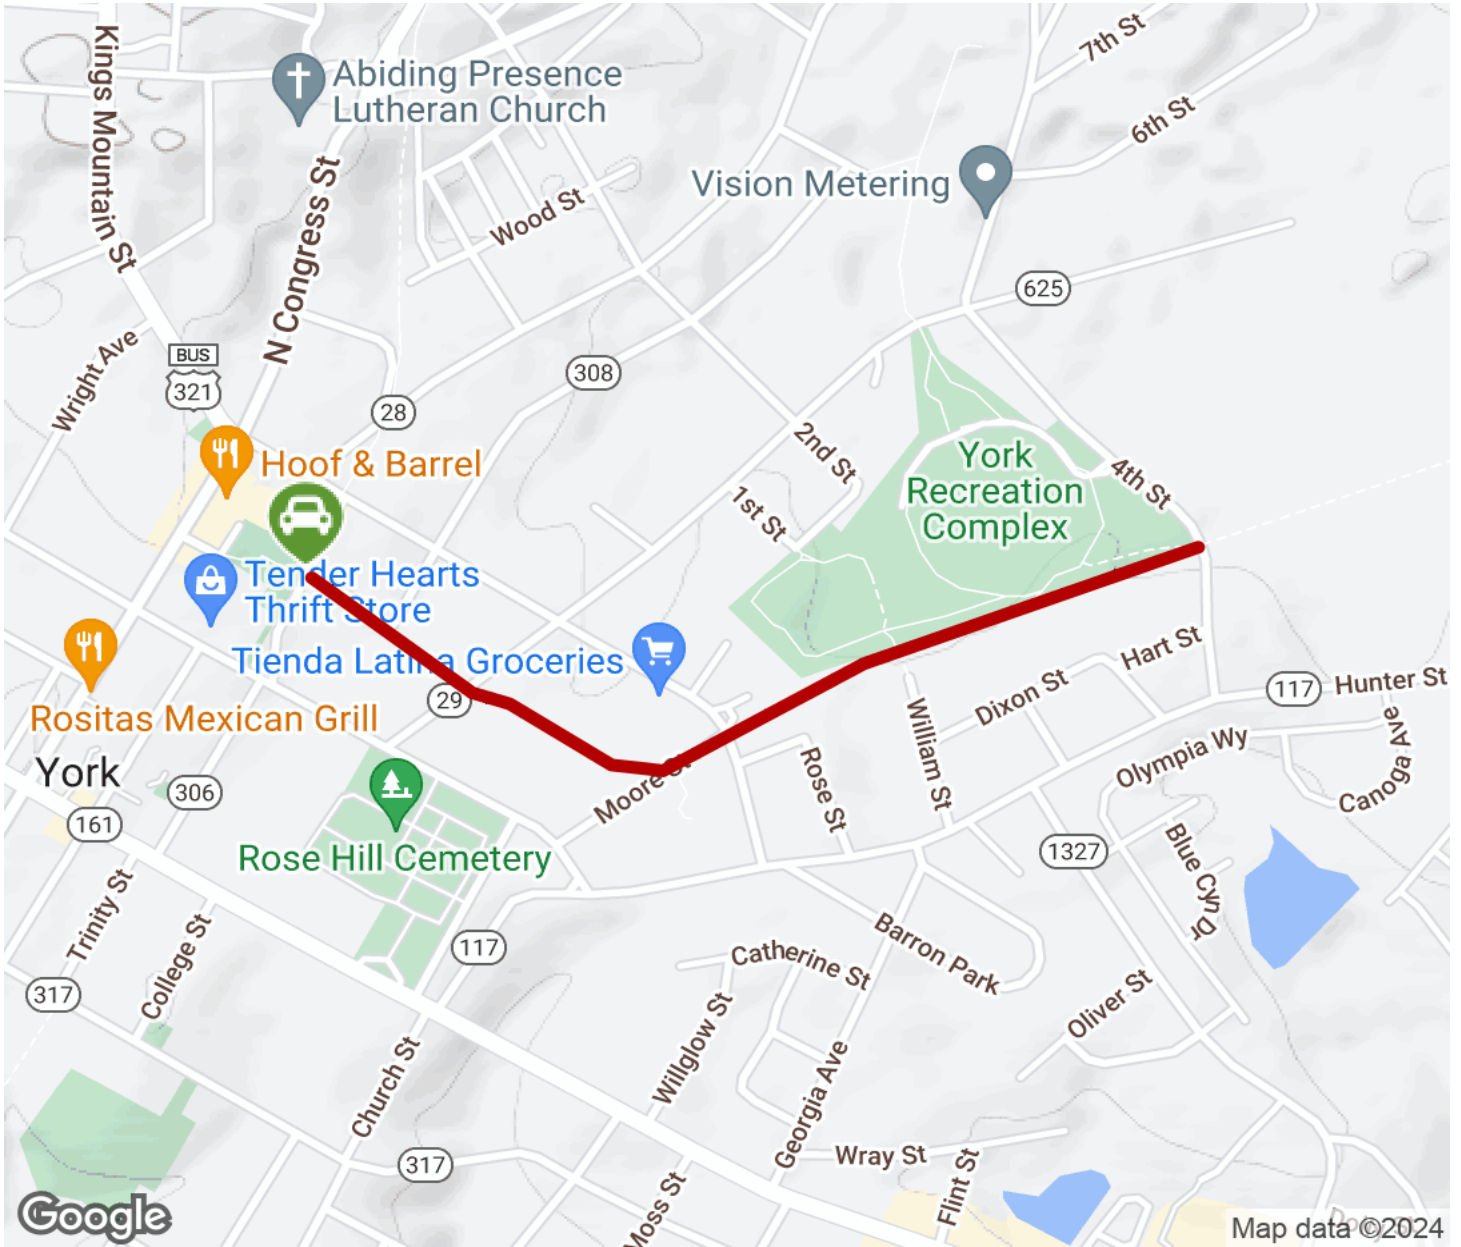 Kings Mountain St
Abiding Presence
Lutheran Church
7th St
6th St
N Congress St
Wood St
Vision Metering
625
Wright Ave
BUS
321
308
28
Hoof & Barrel
2nd St
1st St
York
Recreation
Complex
4th St
Tender Hearts
Thrift Store
Tienda Latina Groceries
29
Rositas Mexican Grill
Hart St
Dixon St
117
Hunter St
William St
Rose St
Moore St
Olympia Wy
Canoga Ave
York
306
161
Rose Hill Cemetery
1327
Blue Cyn Dr
Trinity St
College St
117
Barron Park
Catherine St
317
Willglow St
Oliver St
Church St
Georgia Ave
317
Wray St
Flint St
Moss St
Google
Map data ©2024